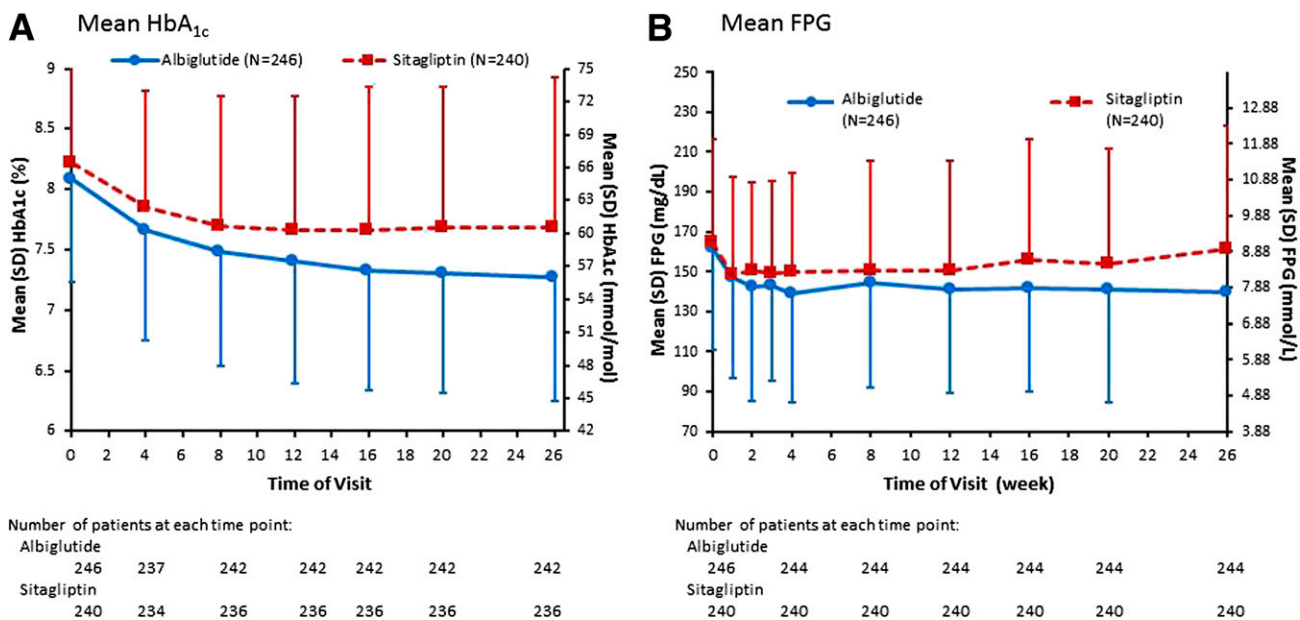 A Mean HbA1c
Albiglutide (N=246) Sitagliptin (N=240)
Mean (SD) HbA1c (%)
9
8.5
8
7.5
7
6.5
6
75
72
69
66
63
60
57
54
51
48
45
42
Mean (SD) HbA1c (mmol/mol)
0 2 4 6 8 10 12 14 16 18 20 22 24 26
Time of Visit
Number of patients at each time point:
Albiglutide
246 237 242 242 242 242 242
Sitagliptin
240 234 236 236 236 236 236
B Mean FPG
Albiglutide
(N=246)
Sitagliptin
(N=240)
Mean (SD) FPG (mg/dL)
250
230
210
190
170
150
130
110
90
70
12.88
11.88
10.88
9.88
8.88
7.88
6.88
5.88
4.88
3.88
Mean (SD) FPG (mmol/L)
0 2 4 6 8 10 12 14 16 18 20 22 24 26
Time of Visit (week)
Number of patients at each time point:
Albiglutide
246 244 244 244 244 244 244
Sitagliptin
240 240 240 240 240 240 240